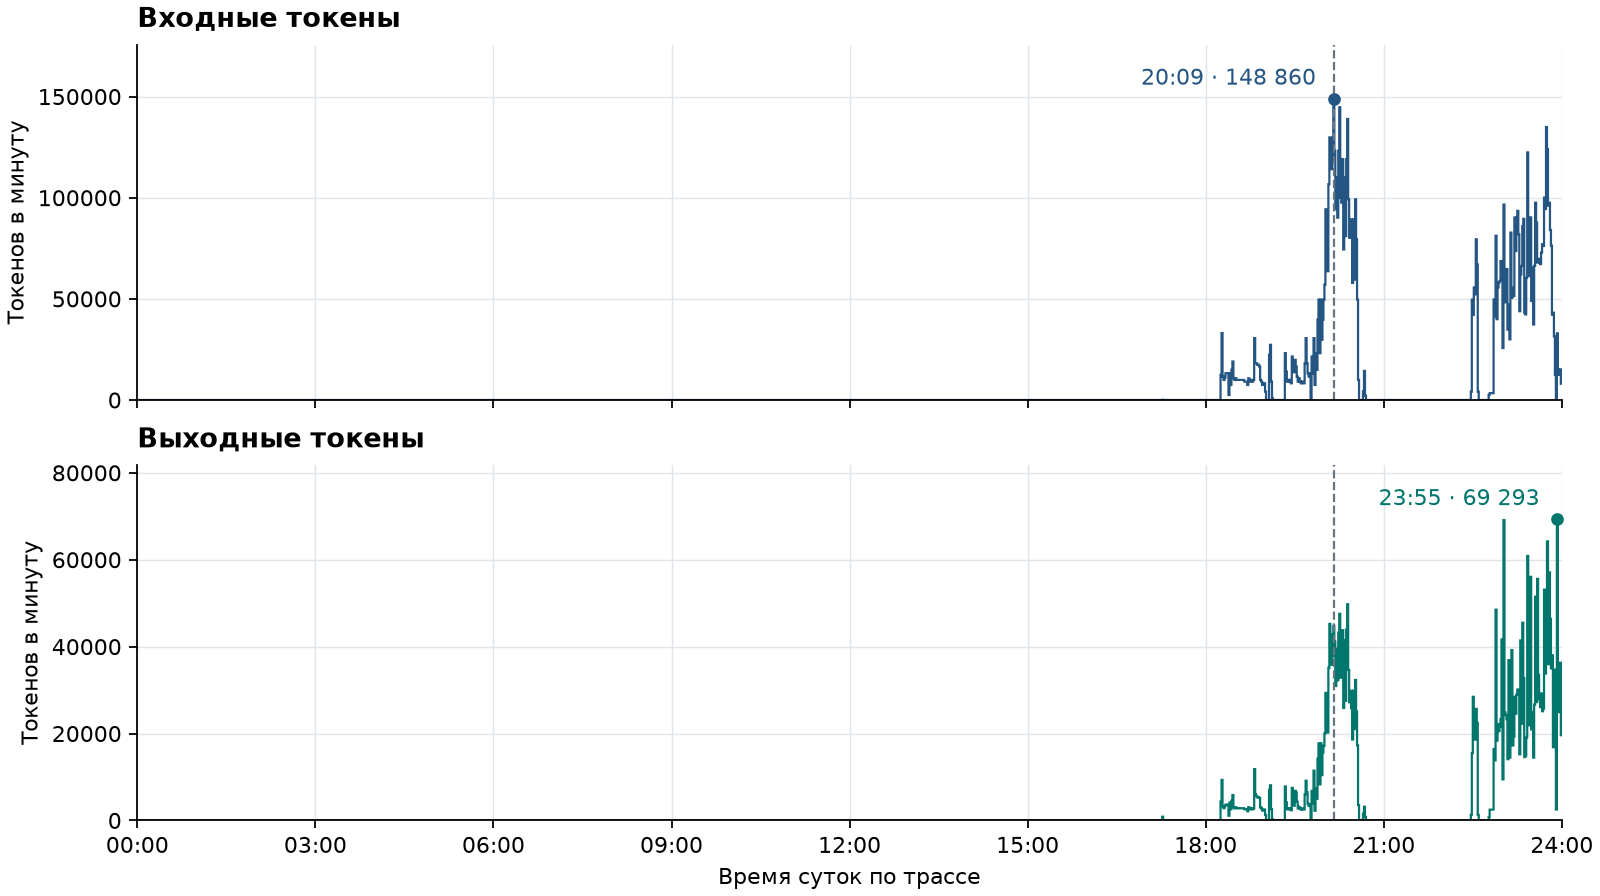 Входные токены
20:09 · 148 860
Токенов в минуту
150000
100000
50000
0
Выходные токены
23:55 · 69 293
Токенов в минуту
80000
60000
40000
20000
0
00:00 03:00 06:00 09:00 12:00 15:00 18:00 21:00 24:00
Время суток по трассе